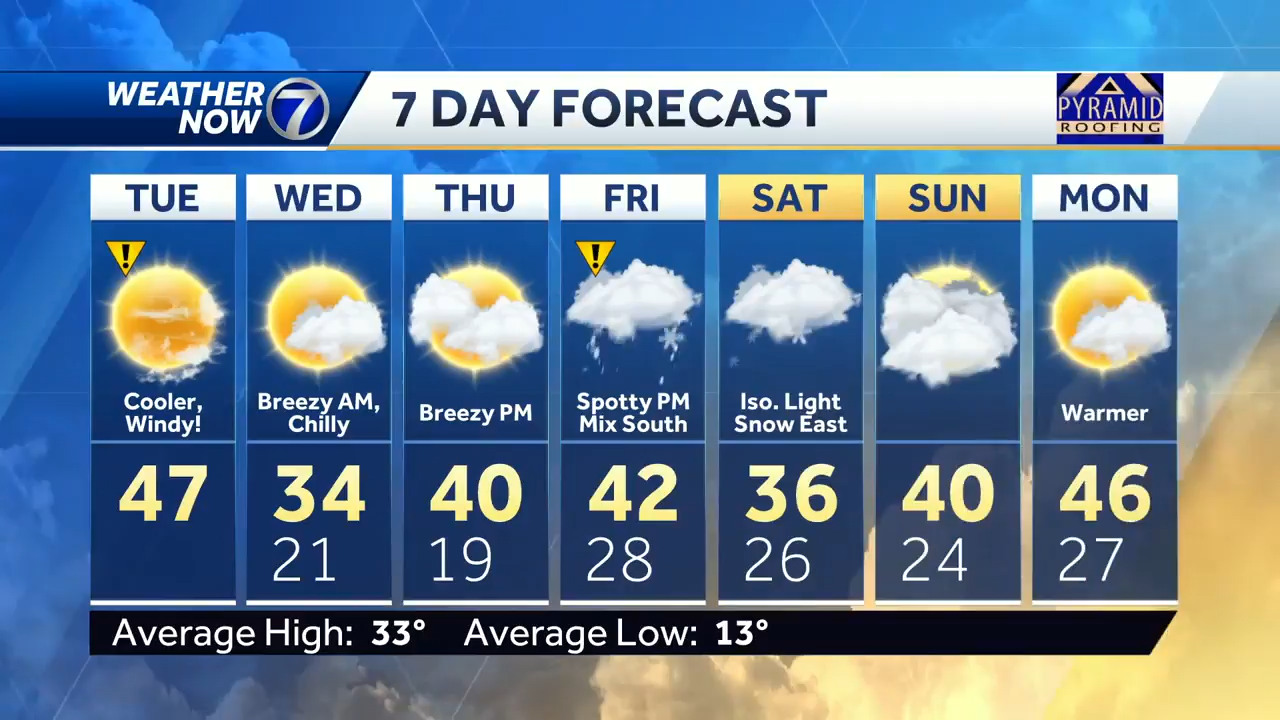 WEATHER
NOW 7
7 DAY FORECAST
PYRAMID
ROOFING
TUE
WED
THU
FRI
SAT
SUN
MON
!
!
Cooler,
Windy!
Breezy AM,
Chilly
Breezy PM
Spotty PM
Mix South
Iso. Light
Snow East
Warmer
47
34
40
42
36
40
46
21
19
28
26
24
27
Average High: 33° Average Low: 13°